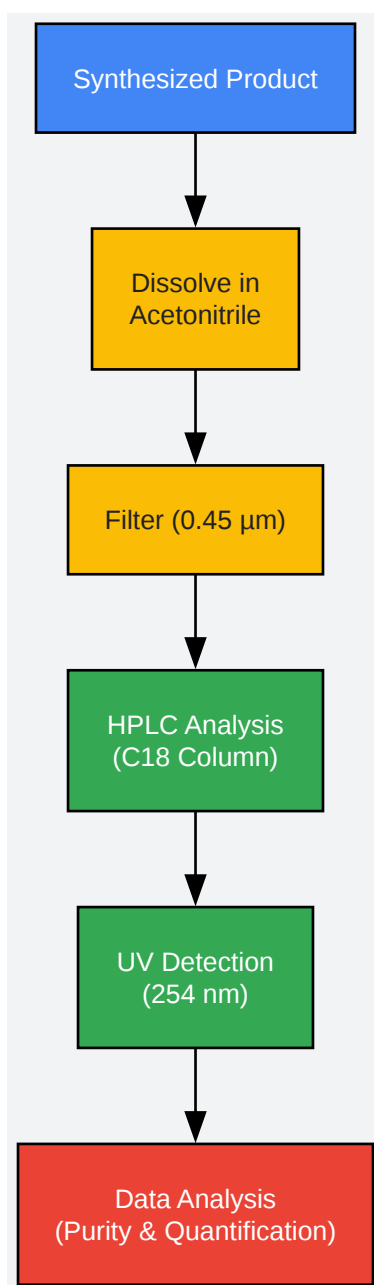 Synthesized Product
Dissolve in
Acetonitrile
Filter (0.45 µm)
HPLC Analysis
(C18 Column)
UV Detection
(254 nm)
Data Analysis
(Purity & Quantification)